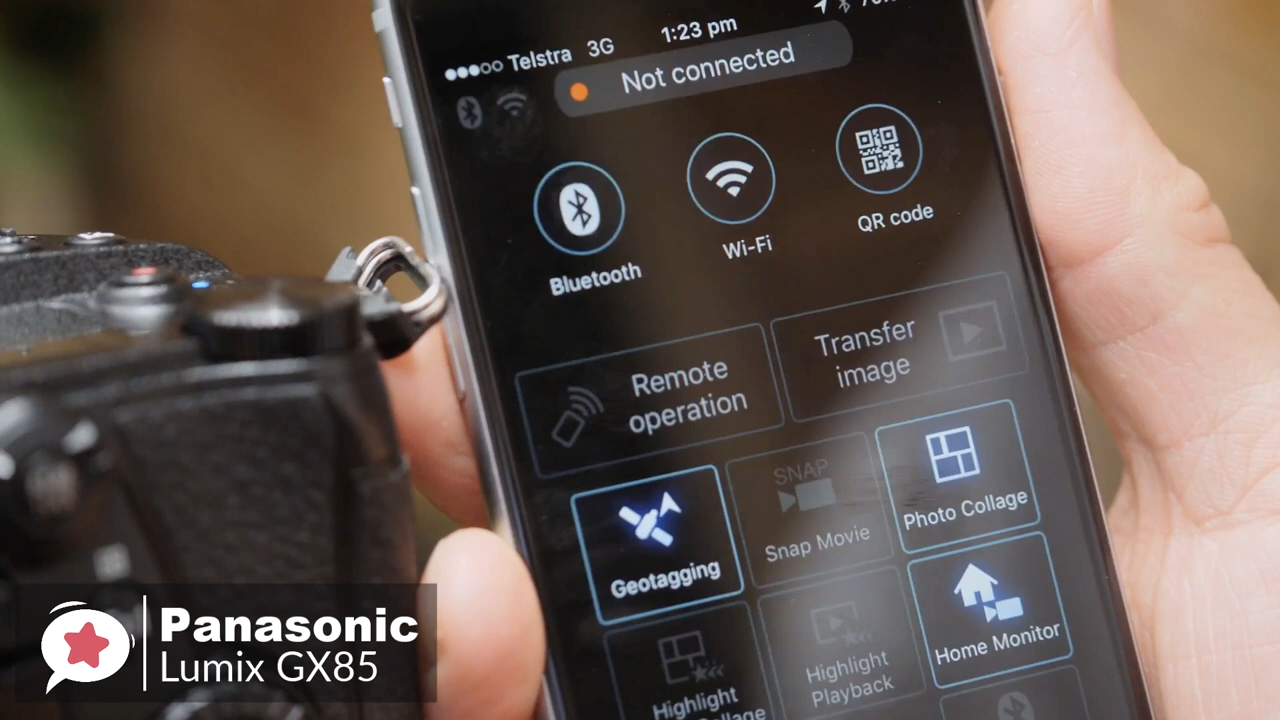 Telstra 3G 1:23 pm
Not connected
Bluetooth
Wi-Fi
QR code
Remote
operation
Transfer
image
Geotagging
SNAP
Snap Movie
Photo Collage
Home Monitor
Highlight
Highlight
Playback
Panasonic
Lumix GX85